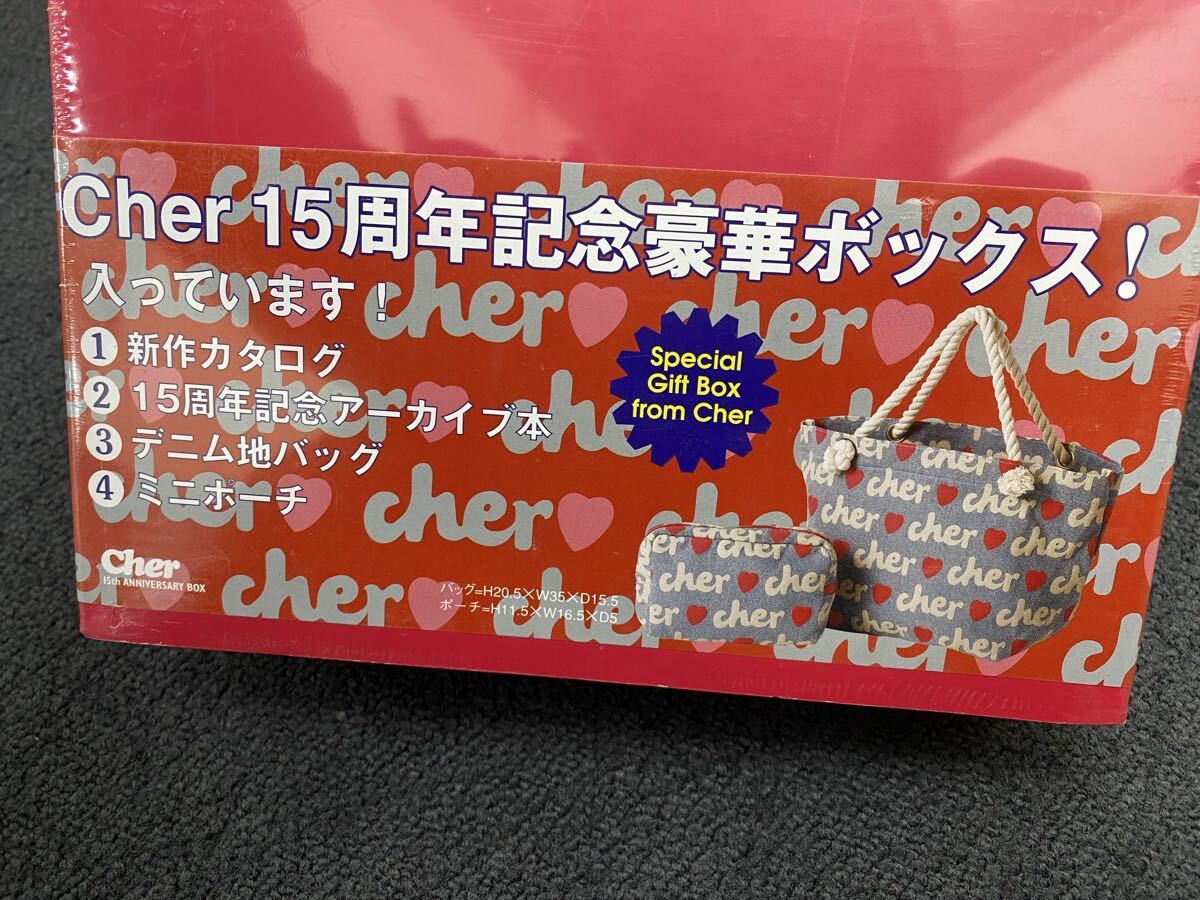 Cher 15周年記念豪華ボックス!
入っています!
① 新作カタログ
② 15周年記念アーカイブ本
③ デニム地バッグ
④ ミニポーチ
Special
Gift Box
from Cher
Cher
15th ANNIVERSARY BOX
バッグ=H20.5×W35×D15.5
ポーチ=H11.5×W16.5×D5